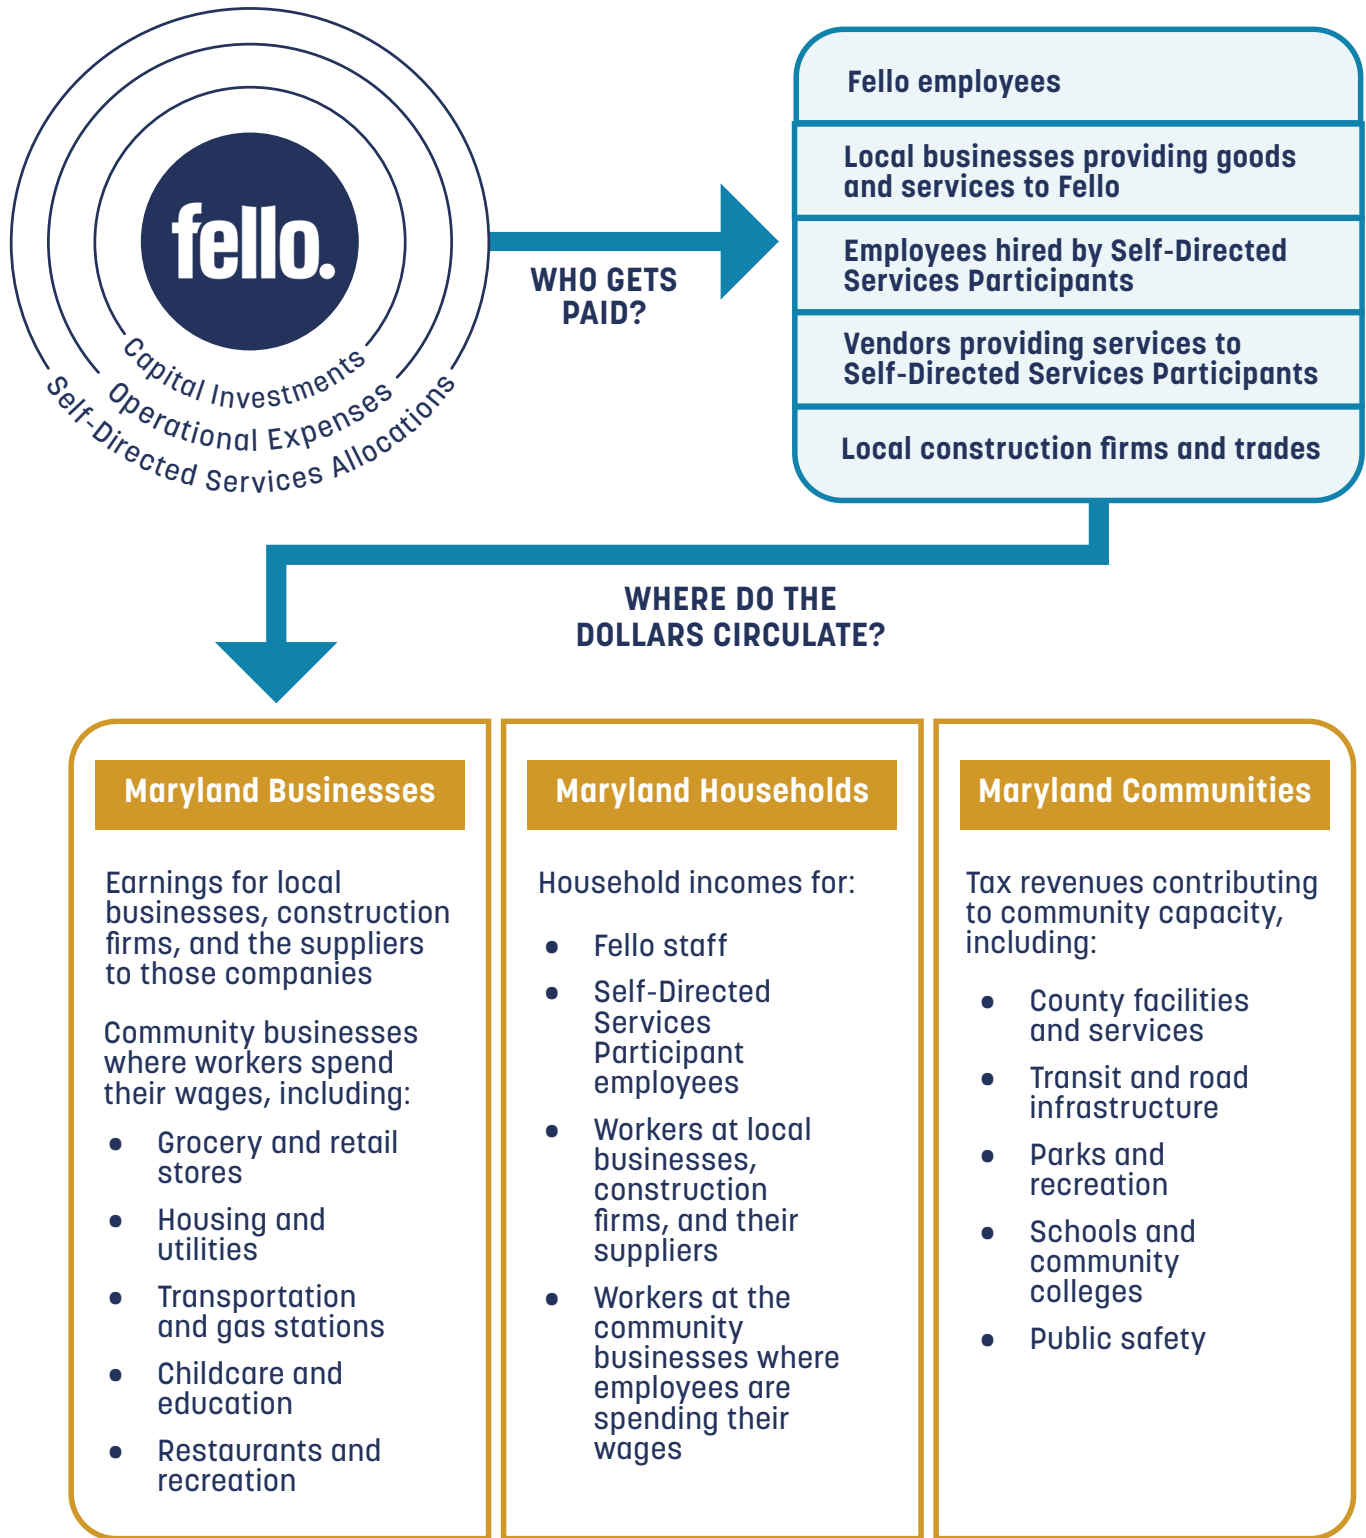 fello.
Capital Investments
Operational Expenses
Self-Directed Services Allocations
WHO GETS
PAID?
Fello employees
Local businesses providing goods
and services to Fello
Employees hired by Self-Directed
Services Participants
Vendors providing services to
Self-Directed Services Participants
Local construction firms and trades
WHERE DO THE
DOLLARS CIRCULATE?
Maryland Businesses
Earnings for local
businesses, construction
firms, and the suppliers
to those companies
Community businesses
where workers spend
their wages, including:
• Grocery and retail
stores
• Housing and
utilities
• Transportation
and gas stations
• Childcare and
education
• Restaurants and
recreation
Maryland Households
Household incomes for:
• Fello staff
• Self-Directed
Services
Participant
employees
• Workers at local
businesses,
construction
firms, and their
suppliers
• Workers at the
community
businesses where
employees are
spending their
wages
Maryland Communities
Tax revenues contributing
to community capacity,
including:
• County facilities
and services
• Transit and road
infrastructure
• Parks and
recreation
• Schools and
community
colleges
• Public safety